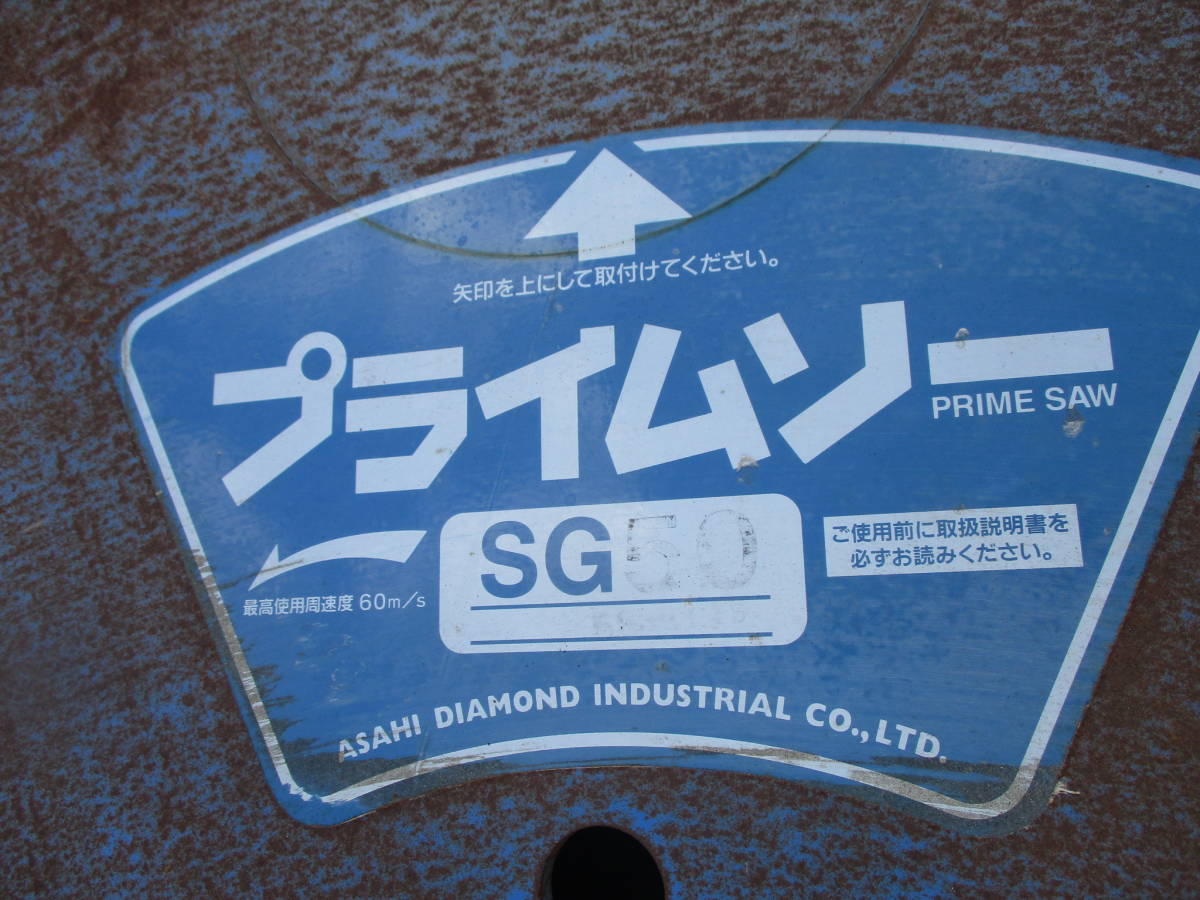 矢印を上にして取付けてください。
プライムソー
PRIME SAW
SG50
ご使用前に取扱説明書を
必ずお読みください。
最高使用周速度 60m/s
ASAHI DIAMOND INDUSTRIAL CO., LTD.